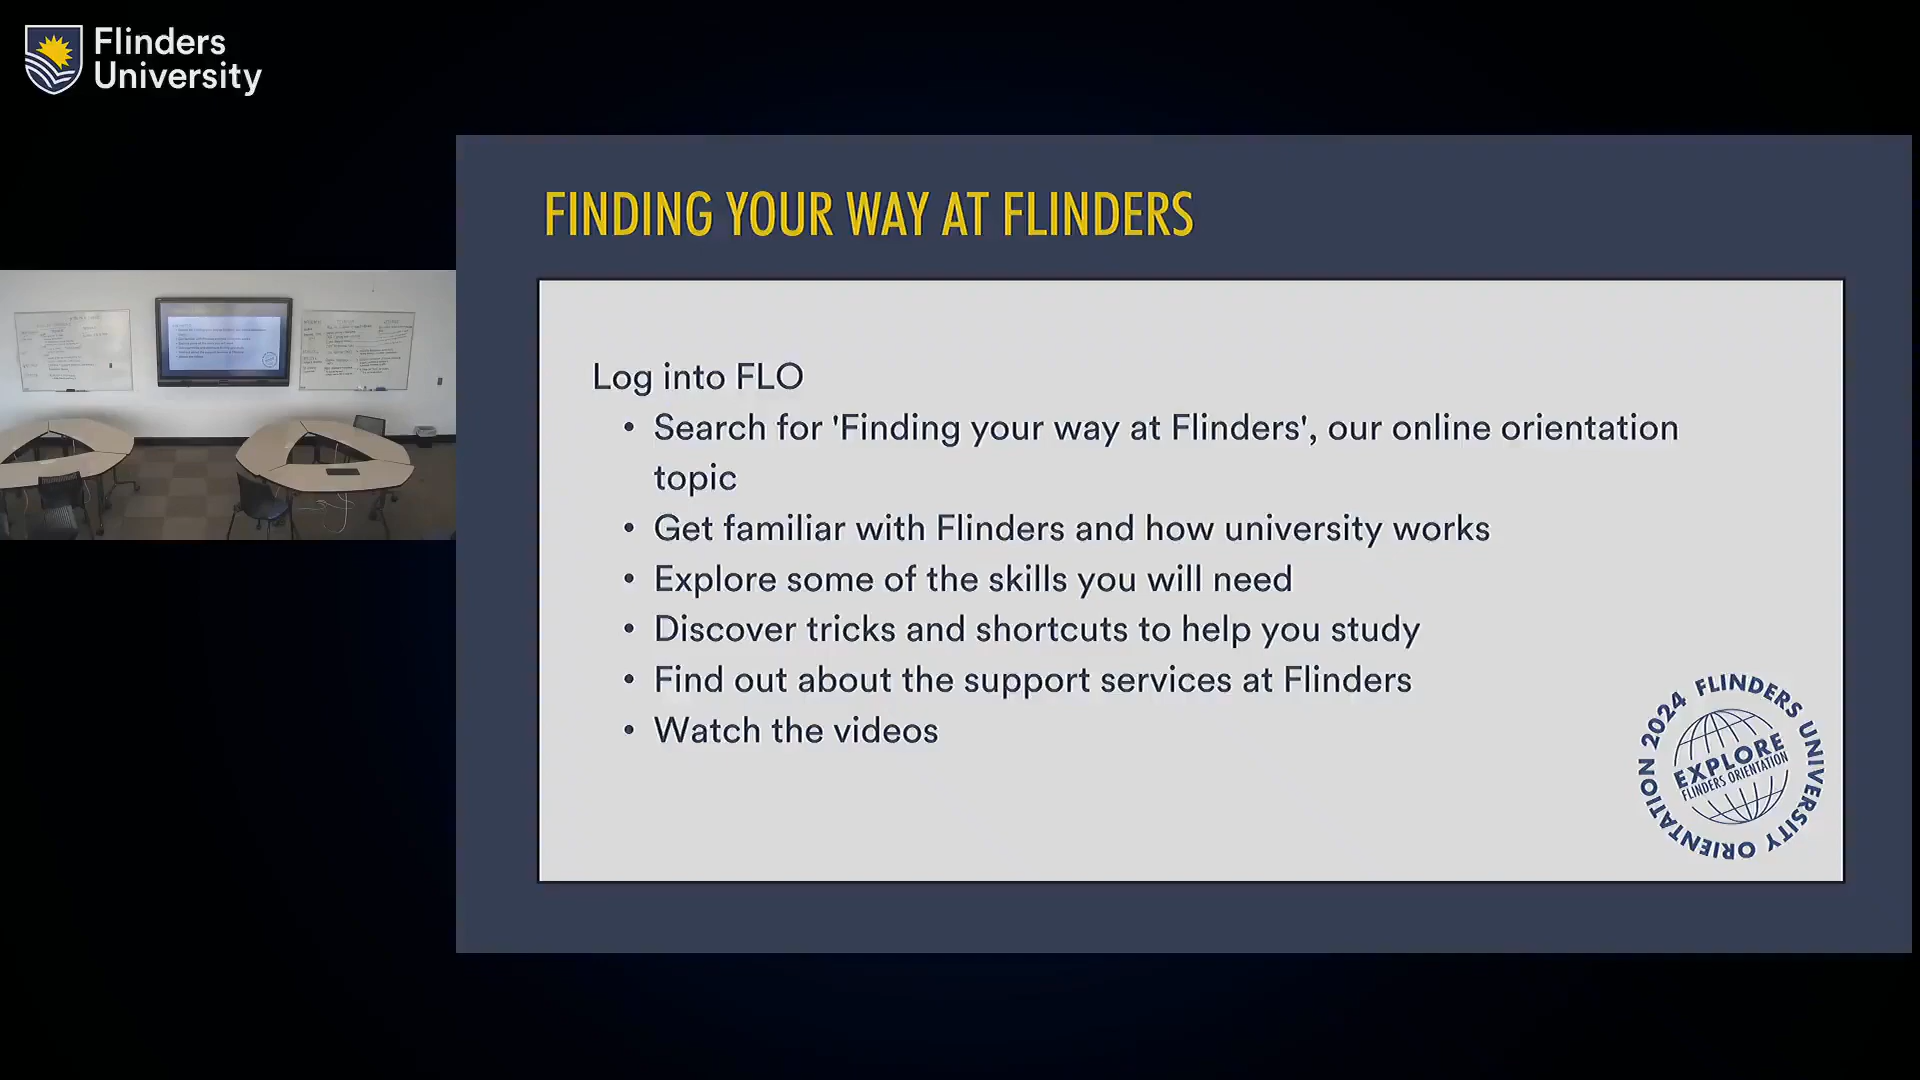 Flinders
University
FINDING YOUR WAY AT FLINDERS
Log into FLO
• Search for 'Finding your way at Flinders', our online orientation
topic
• Get familiar with Flinders and how university works
• Explore some of the skills you will need
• Discover tricks and shortcuts to help you study
• Find out about the support services at Flinders
• Watch the videos
FLINDERS UNIVERSITY ORIENTATION 2024
EXPLORE
FLINDERS ORIENTATION